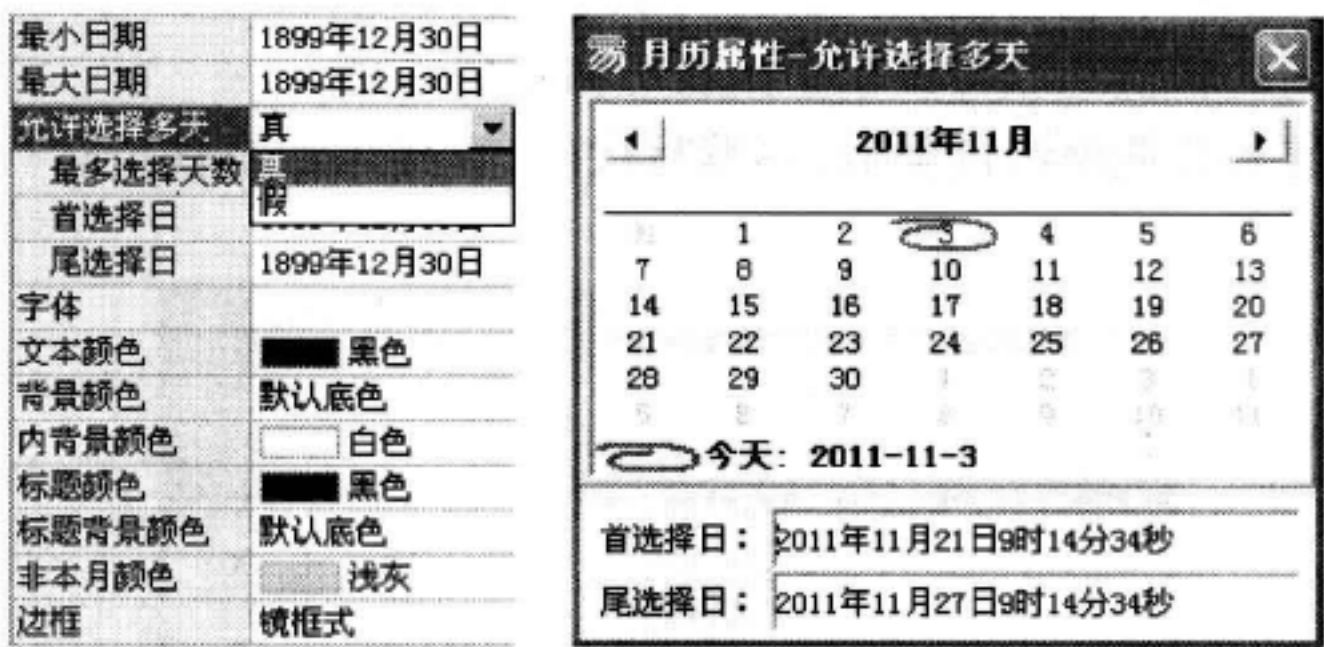 最小日期 1899年12月30日
最大日期 1899年12月30日
允许选择多天 真
最多选择天数 真
假
首选择日
尾选择日 1899年12月30日
字体
文本颜色 黑色
背景颜色 默认底色
内背景颜色 白色
标题颜色 黑色
标题背景颜色 默认底色
非本月颜色 浅灰
边框 镜框式
易 月历属性-允许选择多天
2011年11月
1 2 3 4 5 6
7 8 9 10 11 12 13
14 15 16 17 18 19 20
21 22 23 24 25 26 27
28 29 30 1 2 3
5 7 9 10 11
今天: 2011-11-3
首选择日： 2011年11月21日9时14分34秒
尾选择日： 2011年11月27日9时14分34秒